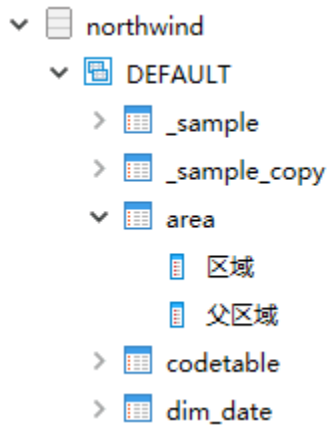 northwind
DEFAULT
_sample
_sample_copy
area
区域
父区域
codetable
dim_date